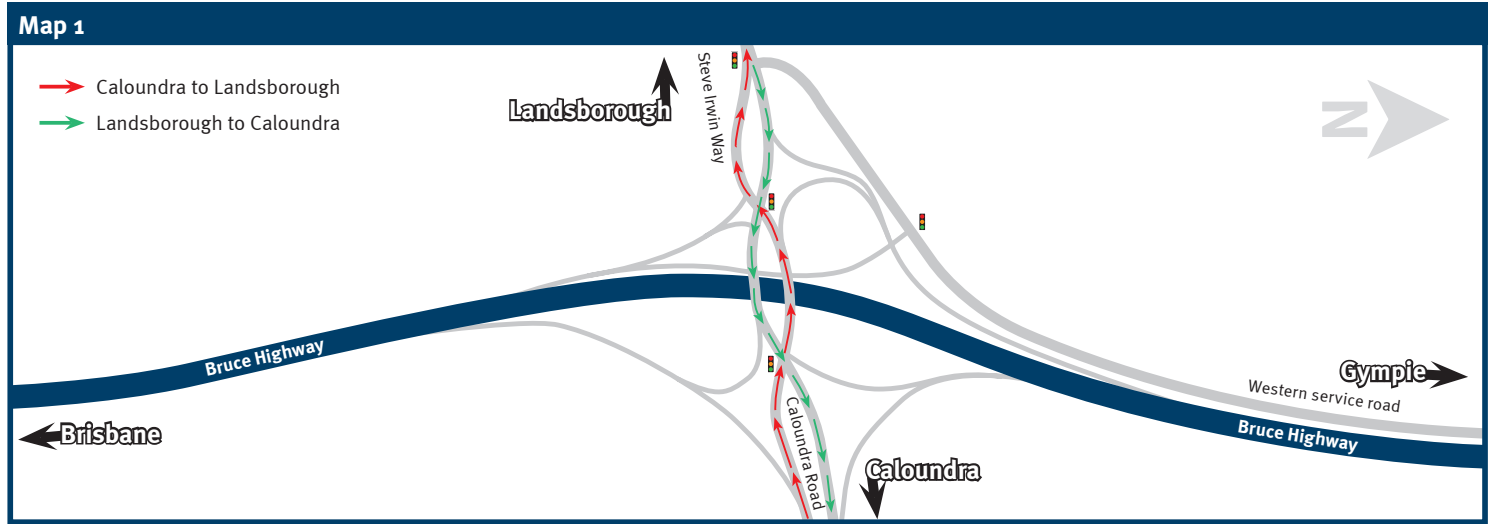 Map 1
Caloundra to Landsborough
Landsborough to Caloundra
Landsborough
Steve Irwin Way
N
Bruce Highway
Brisbane
Caloundra Road
Caloundra
Gympie
Western service road
Bruce Highway